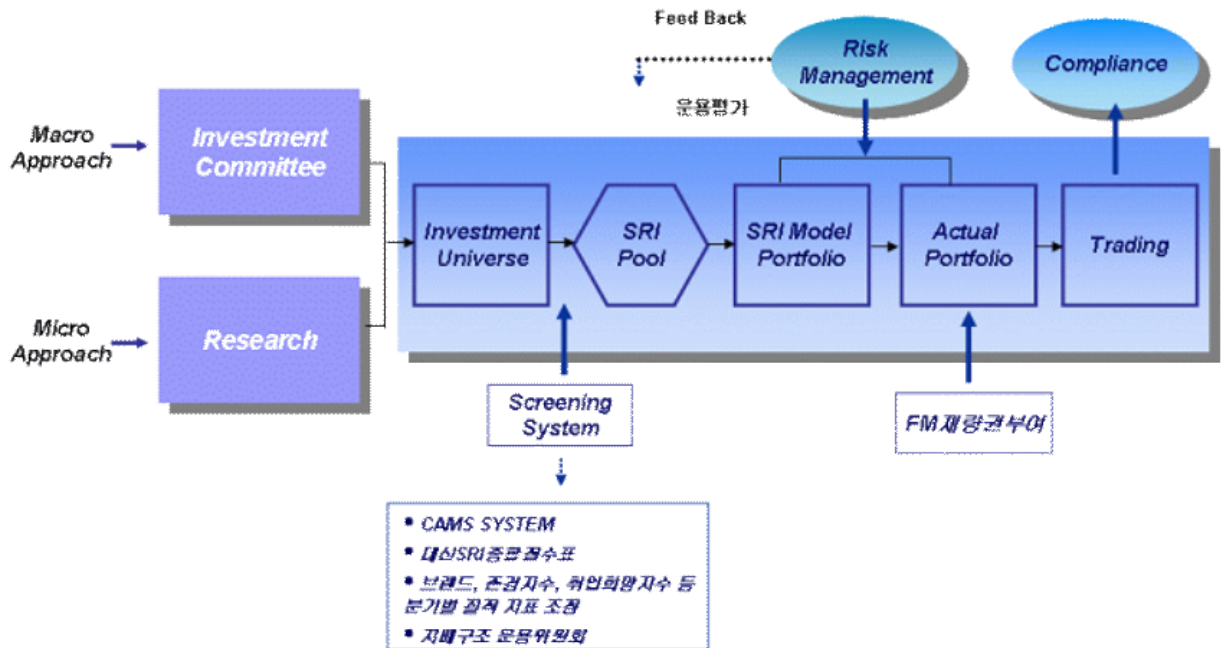 Feed Back
Risk
Management
Compliance
운용평가
Macro
Approach
Investment
Committee
Investment
Universe
SRI
Pool
SRI Model
Portfolio
Actual
Portfolio
Trading
Micro
Approach
Research
Screening
System
FM재량권부여
• CAMS SYSTEM
• 대신SRI종합점수표
• 브랜드, 존경지수, 취업희망지수 등
분기별 질적 지표 조정
• 지배구조 운용위원회